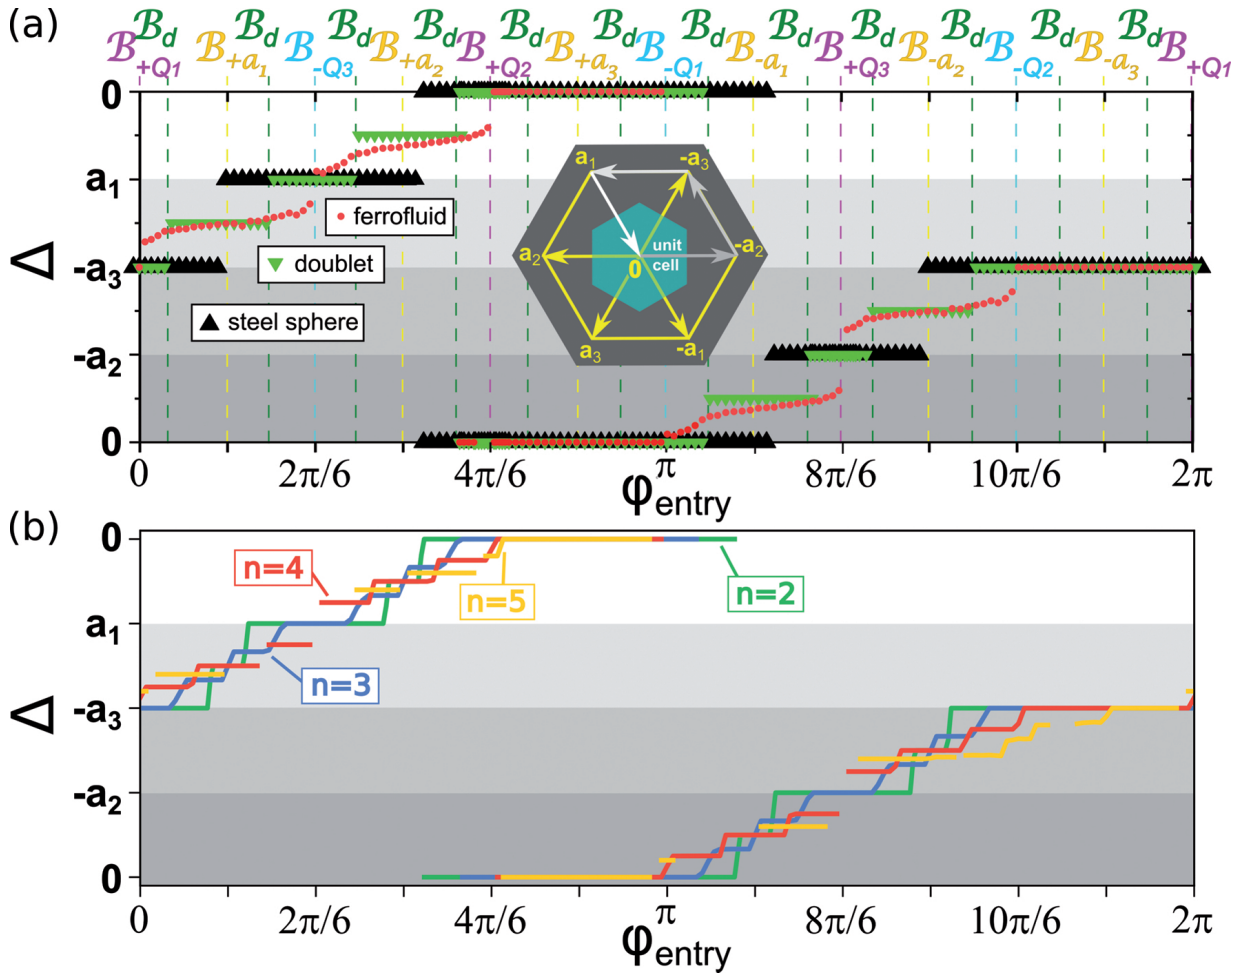 (a)
ℬd ℬd ℬd ℬd ℬd ℬd ℬd ℬd ℬd ℬd ℬd ℬd
ℬ+Q1 ℬ+a1 ℬ-Q3 ℬ+a2 ℬ+Q2 ℬ+a3 ℬ-Q1 ℬ-a1 ℬ+Q3 ℬ-a2 ℬ-Q2 ℬ-a3 ℬ+Q1
0
a1
-a3
-a2
0
Δ
ferrofluid
doublet
steel sphere
a1 -a3
a2 -a2
a3 -a1
0
unit
cell
0 2π/6 4π/6 π 8π/6 10π/6 2π
φentry
(b)
0
a1
-a3
-a2
0
Δ
n=4
n=5
n=2
n=3
0 2π/6 4π/6 π 8π/6 10π/6 2π
φentry